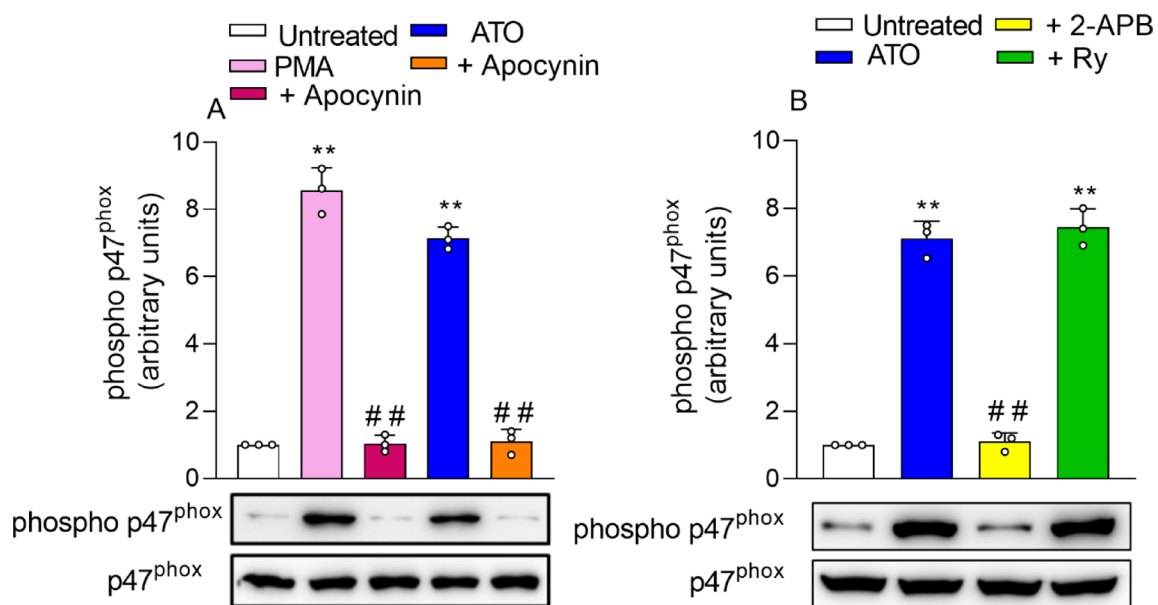 Untreated ATO
PMA + Apocynin
+ Apocynin
A
phospho p47phox
(arbitrary units)
10
8
6
4
2
0
**
**
##
##
phospho p47phox
p47phox
Untreated + 2-APB
ATO + Ry
B
phospho p47phox
(arbitrary units)
10
8
6
4
2
0
**
##
**
phospho p47phox
p47phox